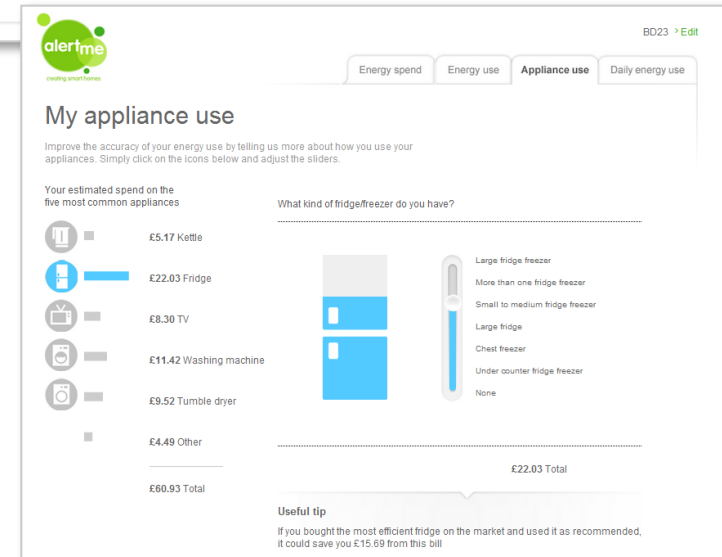 BD23 > Edit
alertme
creating smart homes
Energy spend
Energy use
Appliance use
Daily energy use
My appliance use
Improve the accuracy of your energy use by telling us more about how you use your
appliances. Simply click on the icons below and adjust the sliders.
Your estimated spend on the
five most common appliances
£5.17 Kettle
£22.03 Fridge
£8.30 TV
£11.42 Washing machine
£9.52 Tumble dryer
£4.49 Other
£60.93 Total
What kind of fridge/freezer do you have?
Large fridge freezer
More than one fridge freezer
Small to medium fridge freezer
Large fridge
Chest freezer
Under counter fridge freezer
None
£22.03 Total
Useful tip
If you bought the most efficient fridge on the market and used it as recommended,
it could save you £15.69 from this bill